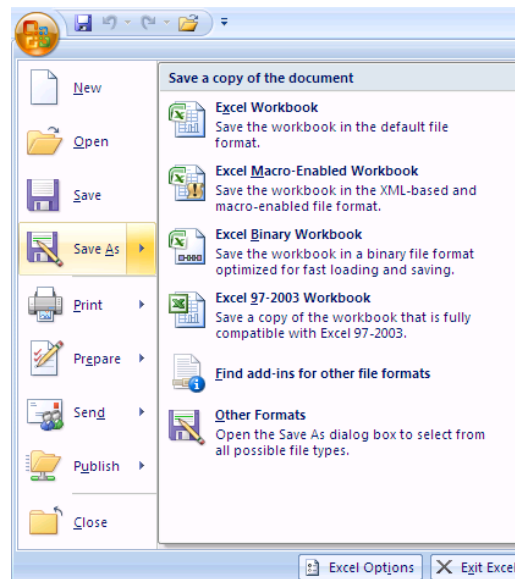 New
Open
Save
Save As
Print
Prepare
Send
Publish
Close
Save a copy of the document
Excel Workbook
Save the workbook in the default file
format.
Excel Macro-Enabled Workbook
Save the workbook in the XML-based and
macro-enabled file format.
Excel Binary Workbook
Save the workbook in a binary file format
optimized for fast loading and saving.
Excel 97-2003 Workbook
Save a copy of the workbook that is fully
compatible with Excel 97-2003.
Find add-ins for other file formats
Other Formats
Open the Save As dialog box to select from
all possible file types.
Excel Options
Exit Excel